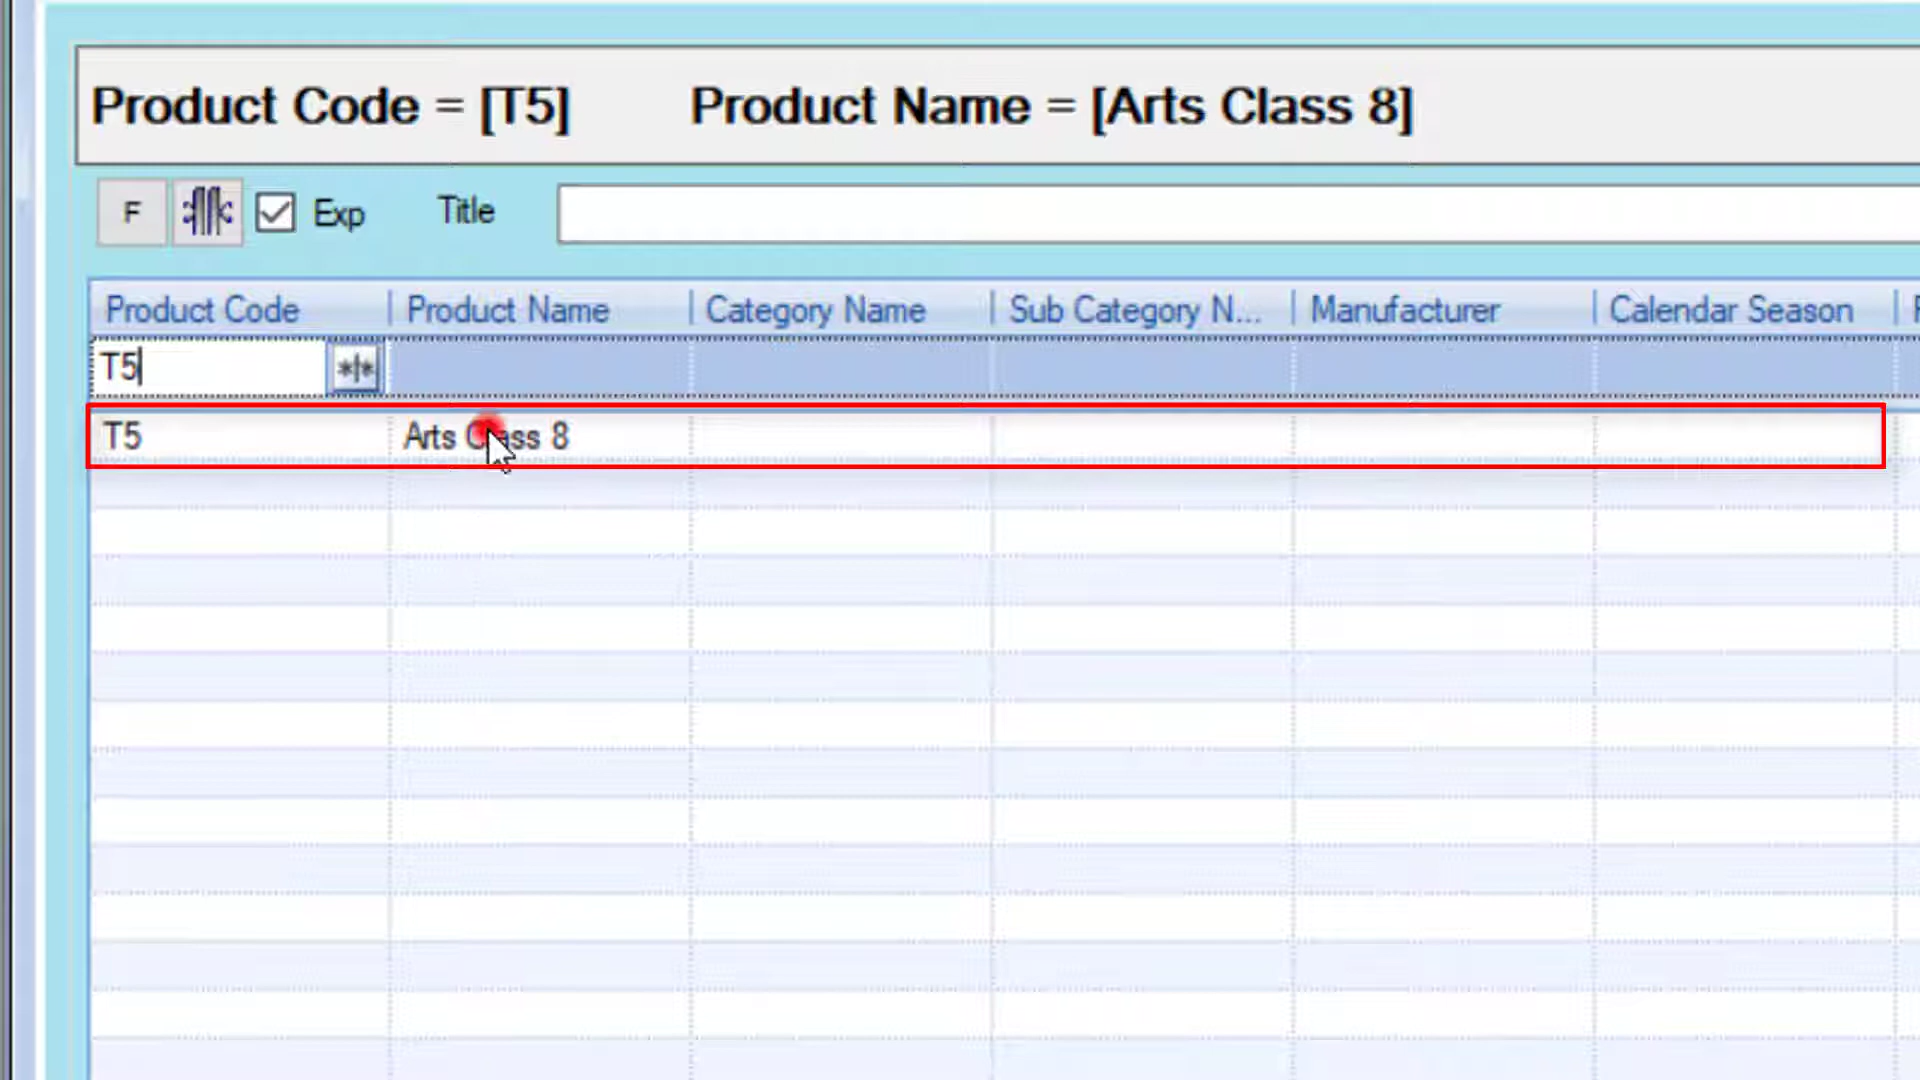 Product Code = [T5] Product Name = [Arts Class 8]
F Exp Title
Product Code Product Name Category Name Sub Category N... Manufacturer Calendar Season
T5 *|*
T5 Arts Class 8